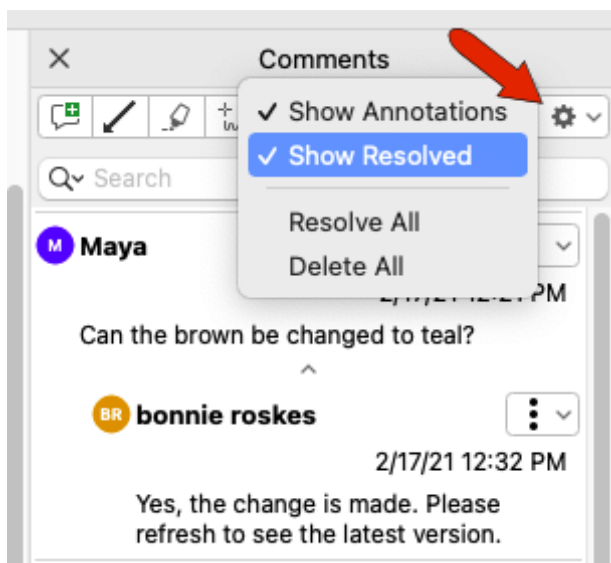 Comments
✓ Show Annotations
✓ Show Resolved
Search
Resolve All
Delete All
M Maya
PM
Can the brown be changed to teal?
BR bonnie roskes
2/17/21 12:32 PM
Yes, the change is made. Please
refresh to see the latest version.